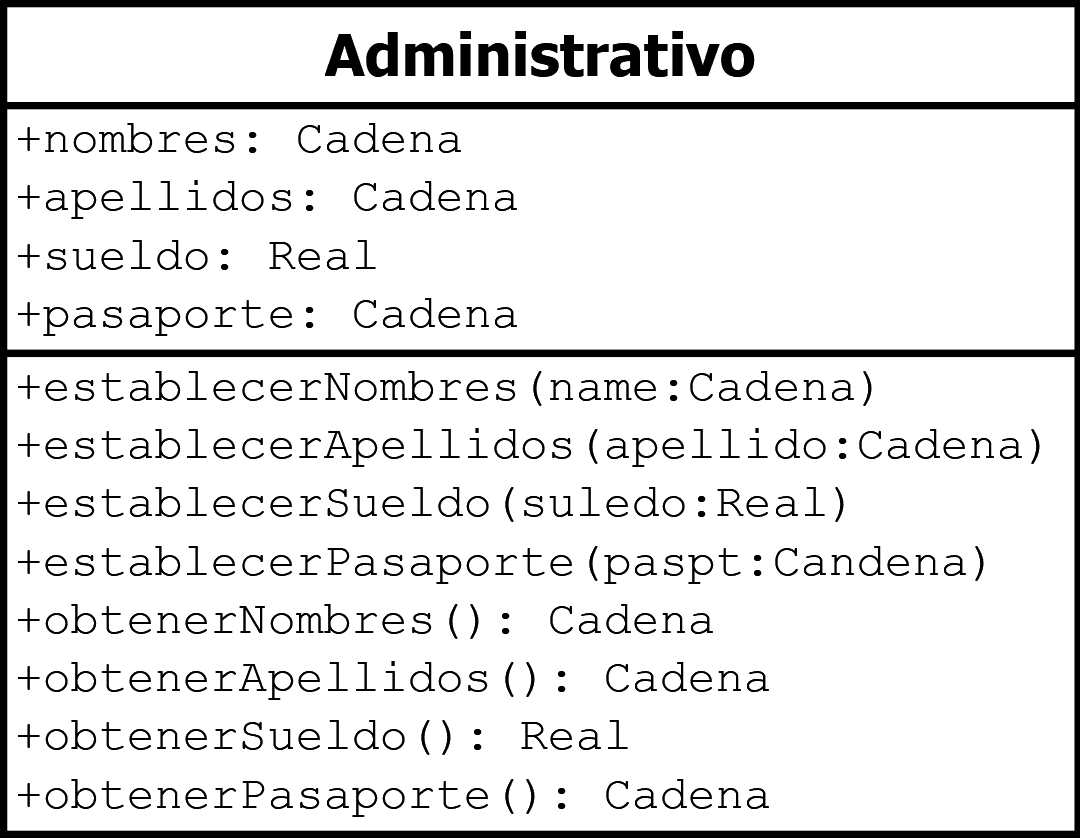 Administrativo
+nombres: Cadena
+apellidos: Cadena
+sueldo: Real
+pasaporte: Cadena
+establecerNombres(name:Cadena)
+establecerApellidos(apellido:Cadena)
+establecerSueldo(suledo:Real)
+establecerPasaporte(paspt:Candena)
+obtenerNombres(): Cadena
+obtenerApellidos(): Cadena
+obtenerSueldo(): Real
+obtenerPasaporte(): Cadena